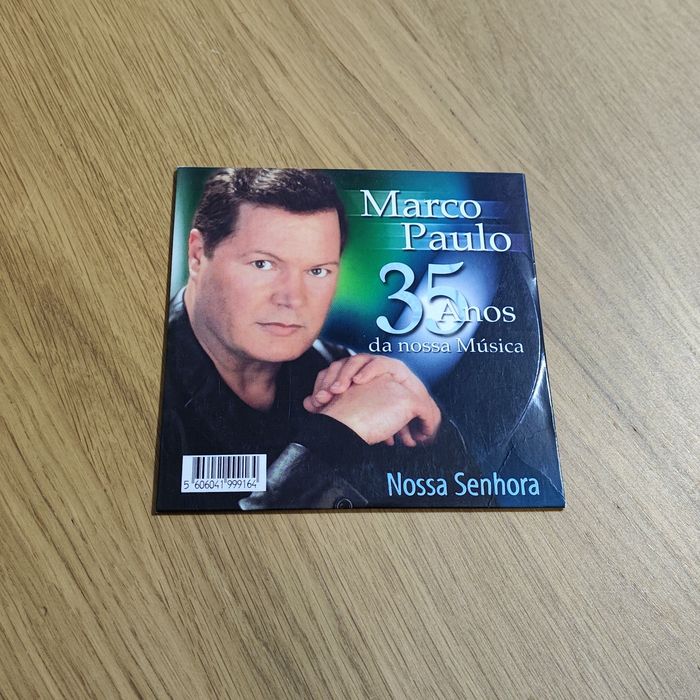 Marco
Paulo
35
Anos
da nossa Música
5 606041 999164
Nossa Senhora